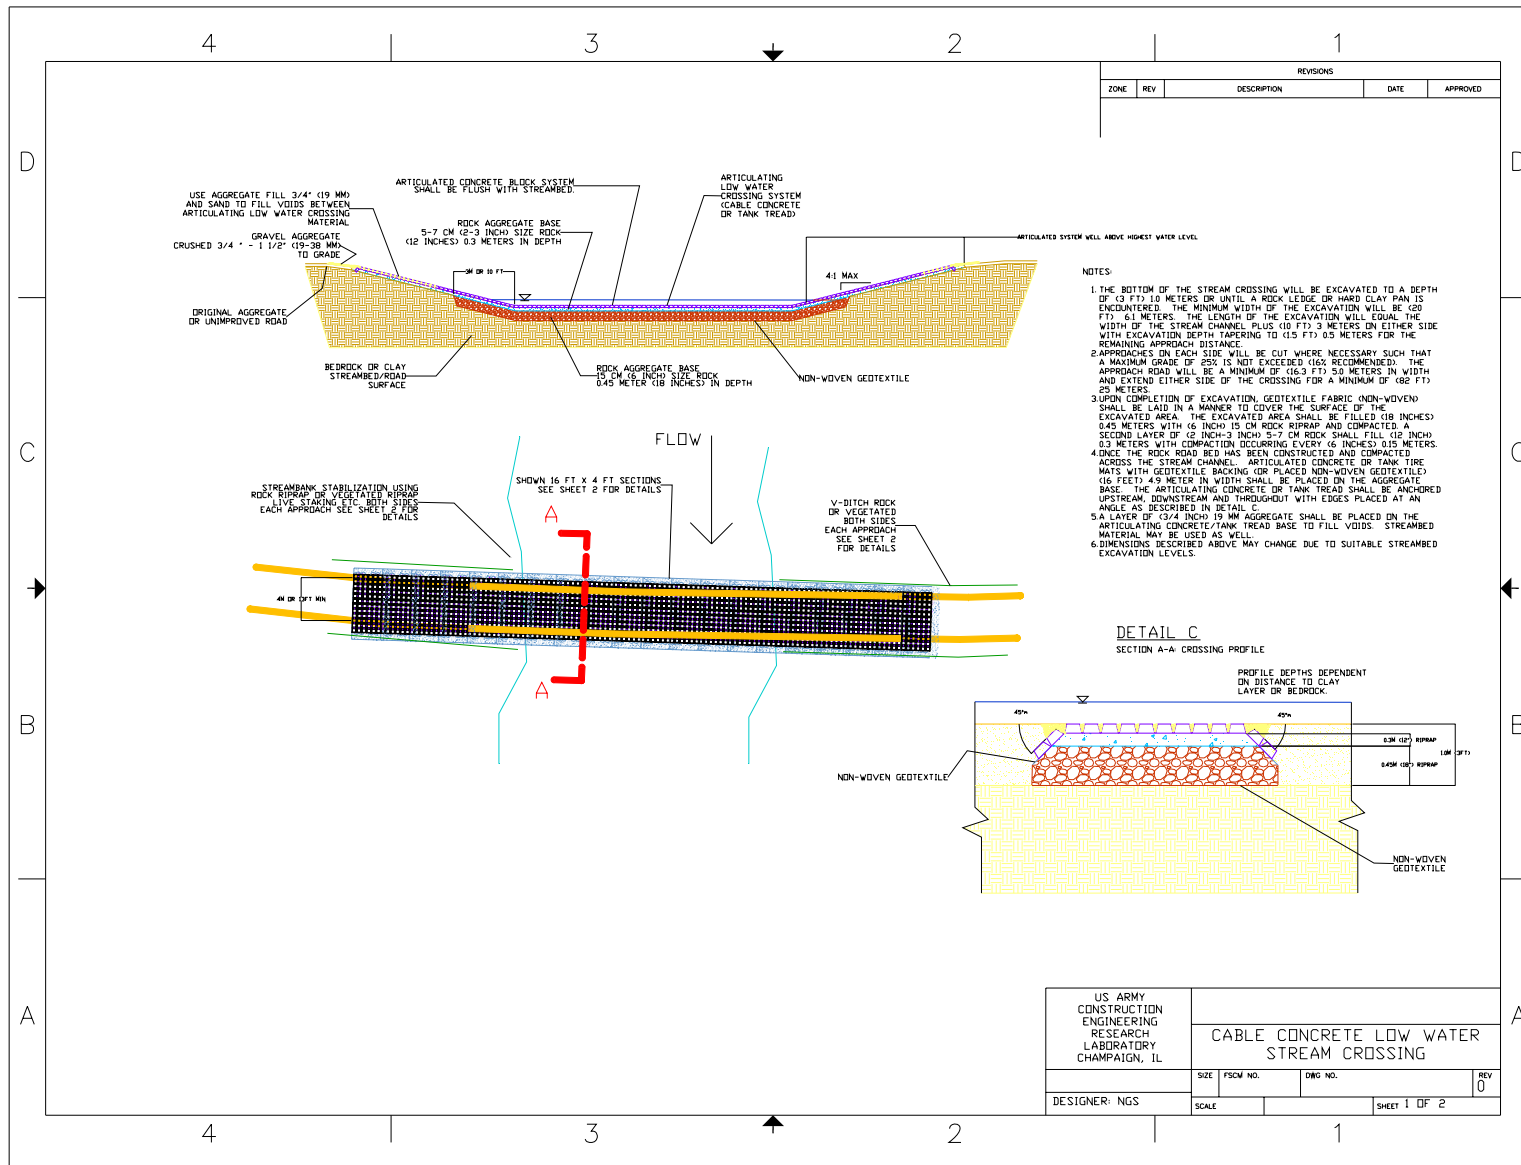 4 3 2 1
REVISIONS
ZONE REV DESCRIPTION DATE APPROVED
D D
USE AGGREGATE FILL 3/4" (19 MM)
AND SAND TO FILL VOIDS BETWEEN
ARTICULATING LOW WATER CROSSING
MATERIAL
GRAVEL AGGREGATE
CRUSHED 3/4 " - 1 1/2" (19-38 MM)
TO GRADE
ORIGINAL AGGREGATE
OR UNIMPROVED ROAD
ARTICULATED CONCRETE BLOCK SYSTEM
SHALL BE FLUSH WITH STREAMBED.
ROCK AGGREGATE BASE
5-7 CM (2-3 INCH) SIZE ROCK
(12 INCHES) 0.3 METERS IN DEPTH
3M OR 10 FT
ARTICULATING
LOW WATER
CROSSING SYSTEM
(CABLE CONCRETE
OR TANK TREAD)
ARTICULATED SYSTEM WELL ABOVE HIGHEST WATER LEVEL
4:1 MAX
BEDROCK OR CLAY
STREAMBED/ROAD
SURFACE
ROCK AGGREGATE BASE
15 CM (6 INCH) SIZE ROCK
0.45 METER (18 INCHES) IN DEPTH
NON-WOVEN GEOTEXTILE
NOTES:
1. THE BOTTOM OF THE STREAM CROSSING WILL BE EXCAVATED TO A DEPTH
OF (3 FT) 1.0 METERS OR UNTIL A ROCK LEDGE OR HARD CLAY PAN IS
ENCOUNTERED. THE MINIMUM WIDTH OF THE EXCAVATION WILL BE (20
FT) 6.1 METERS. THE LENGTH OF THE EXCAVATION WILL EQUAL THE
WIDTH OF THE STREAM CHANNEL PLUS (10 FT) 3 METERS ON EITHER SIDE
WITH EXCAVATION DEPTH TAPERING TO (1.5 FT) 0.5 METERS FOR THE
REMAINING APPROACH DISTANCE.
2. APPROACHES ON EACH SIDE WILL BE CUT WHERE NECESSARY SUCH THAT
A MAXIMUM GRADE OF 25% IS NOT EXCEEDED (16% RECOMMENDED). THE
APPROACH ROAD WILL BE A MINIMUM OF (16.3 FT) 5.0 METERS IN WIDTH
AND EXTEND EITHER SIDE OF THE CROSSING FOR A MINIMUM OF (82 FT)
25 METERS.
3. UPON COMPLETION OF EXCAVATION, GEOTEXTILE FABRIC (NON-WOVEN)
SHALL BE LAID IN A MANNER TO COVER THE SURFACE OF THE
EXCAVATED AREA. THE EXCAVATED AREA SHALL BE FILLED (18 INCHES)
0.45 METERS WITH (6 INCH) 15 CM ROCK RIPRAP AND COMPACTED. A
SECOND LAYER OF (2 INCH-3 INCH) 5-7 CM ROCK SHALL FILL (12 INCH)
0.3 METERS WITH COMPACTION OCCURRING EVERY (6 INCHES) 0.15 METERS.
4. ONCE THE ROCK ROAD BED HAS BEEN CONSTRUCTED AND COMPACTED
ACROSS THE STREAM CHANNEL. ARTICULATED CONCRETE OR TANK TIRE
MATS WITH GEOTEXTILE BACKING (OR PLACED NON-WOVEN GEOTEXTILE)
(16 FEET) 4.9 METER IN WIDTH SHALL BE PLACED ON THE AGGREGATE
BASE. THE ARTICULATING CONCRETE OR TANK TREAD SHALL BE ANCHORED
UPSTREAM, DOWNSTREAM AND THROUGHOUT WITH EDGES PLACED AT AN
ANGLE AS DESCRIBED IN DETAIL C.
5. A LAYER OF (3/4 INCH) 19 MM AGGREGATE SHALL BE PLACED ON THE
ARTICULATING CONCRETE/TANK TREAD BASE TO FILL VOIDS. STREAMBED
MATERIAL MAY BE USED AS WELL.
6. DIMENSIONS DESCRIBED ABOVE MAY CHANGE DUE TO SUITABLE STREAMBED
EXCAVATION LEVELS.
C C
FLOW
STREAMBANK STABILIZATION USING
ROCK RIPRAP OR VEGETATED RIPRAP
LIVE STAKING ETC. BOTH SIDES
EACH APPROACH SEE SHEET 2 FOR
DETAILS
SHOWN 16 FT X 4 FT SECTIONS
SEE SHEET 2 FOR DETAILS
V-DITCH ROCK
OR VEGETATED
BOTH SIDES
EACH APPROACH
SEE SHEET 2
FOR DETAILS
A
4M OR 13FT MIN
A
DETAIL C
SECTION A-A: CROSSING PROFILE
PROFILE DEPTHS DEPENDENT
ON DISTANCE TO CLAY
LAYER OR BEDROCK.
B B
45°
45°
0.3M (12") RIPRAP
1.0M (3FT)
0.45M (18") RIPRAP
NON-WOVEN GEOTEXTILE
NON-WOVEN
GEOTEXTILE
A A
US ARMY
CONSTRUCTION
ENGINEERING
RESEARCH
LABORATORY
CHAMPAIGN, IL
DESIGNER: NGS
CABLE CONCRETE LOW WATER
STREAM CROSSING
SIZE FSCM NO. DWG NO. REV
0
SCALE SHEET 1 OF 2
4 3 2 1